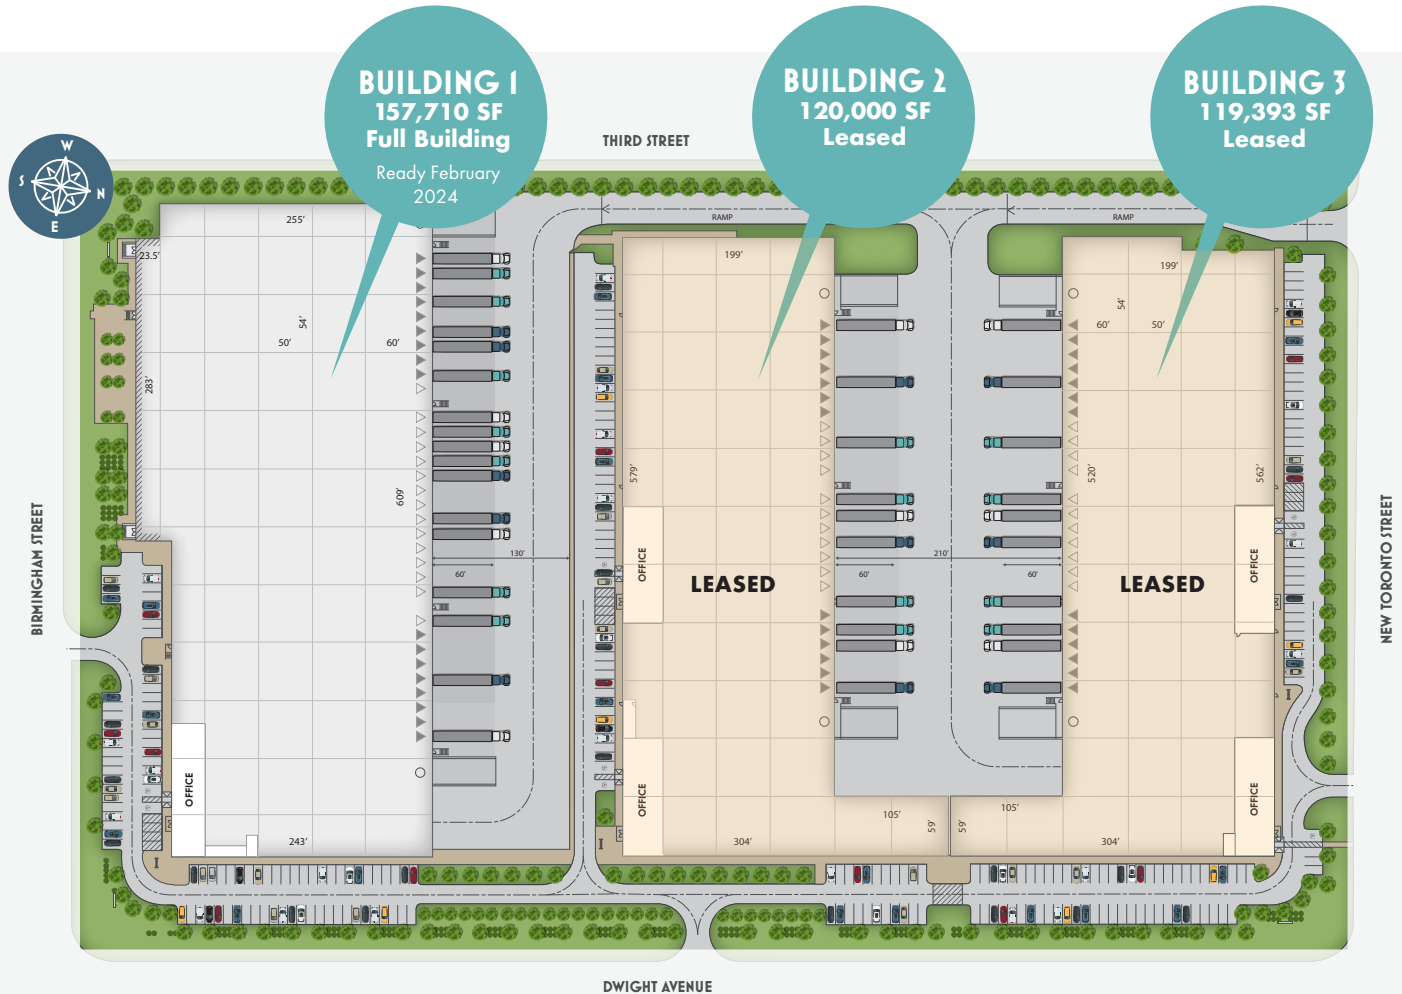 BUILDING 1
157,710 SF
Full Building
Ready February
2024
BUILDING 2
120,000 SF
Leased
BUILDING 3
119,393 SF
Leased
W
S
N
E
THIRD STREET
RAMP
RAMP
255'
23.5'
54'
50'
60'
283'
609'
130'
60'
OFFICE
243'
199'
579'
OFFICE
LEASED
OFFICE
304'
105'
59'
60'
210'
60'
199'
54'
60'
50'
520'
562'
OFFICE
LEASED
OFFICE
59'
105'
304'
BIRMINGHAM STREET
NEW TORONTO STREET
DWIGHT AVENUE